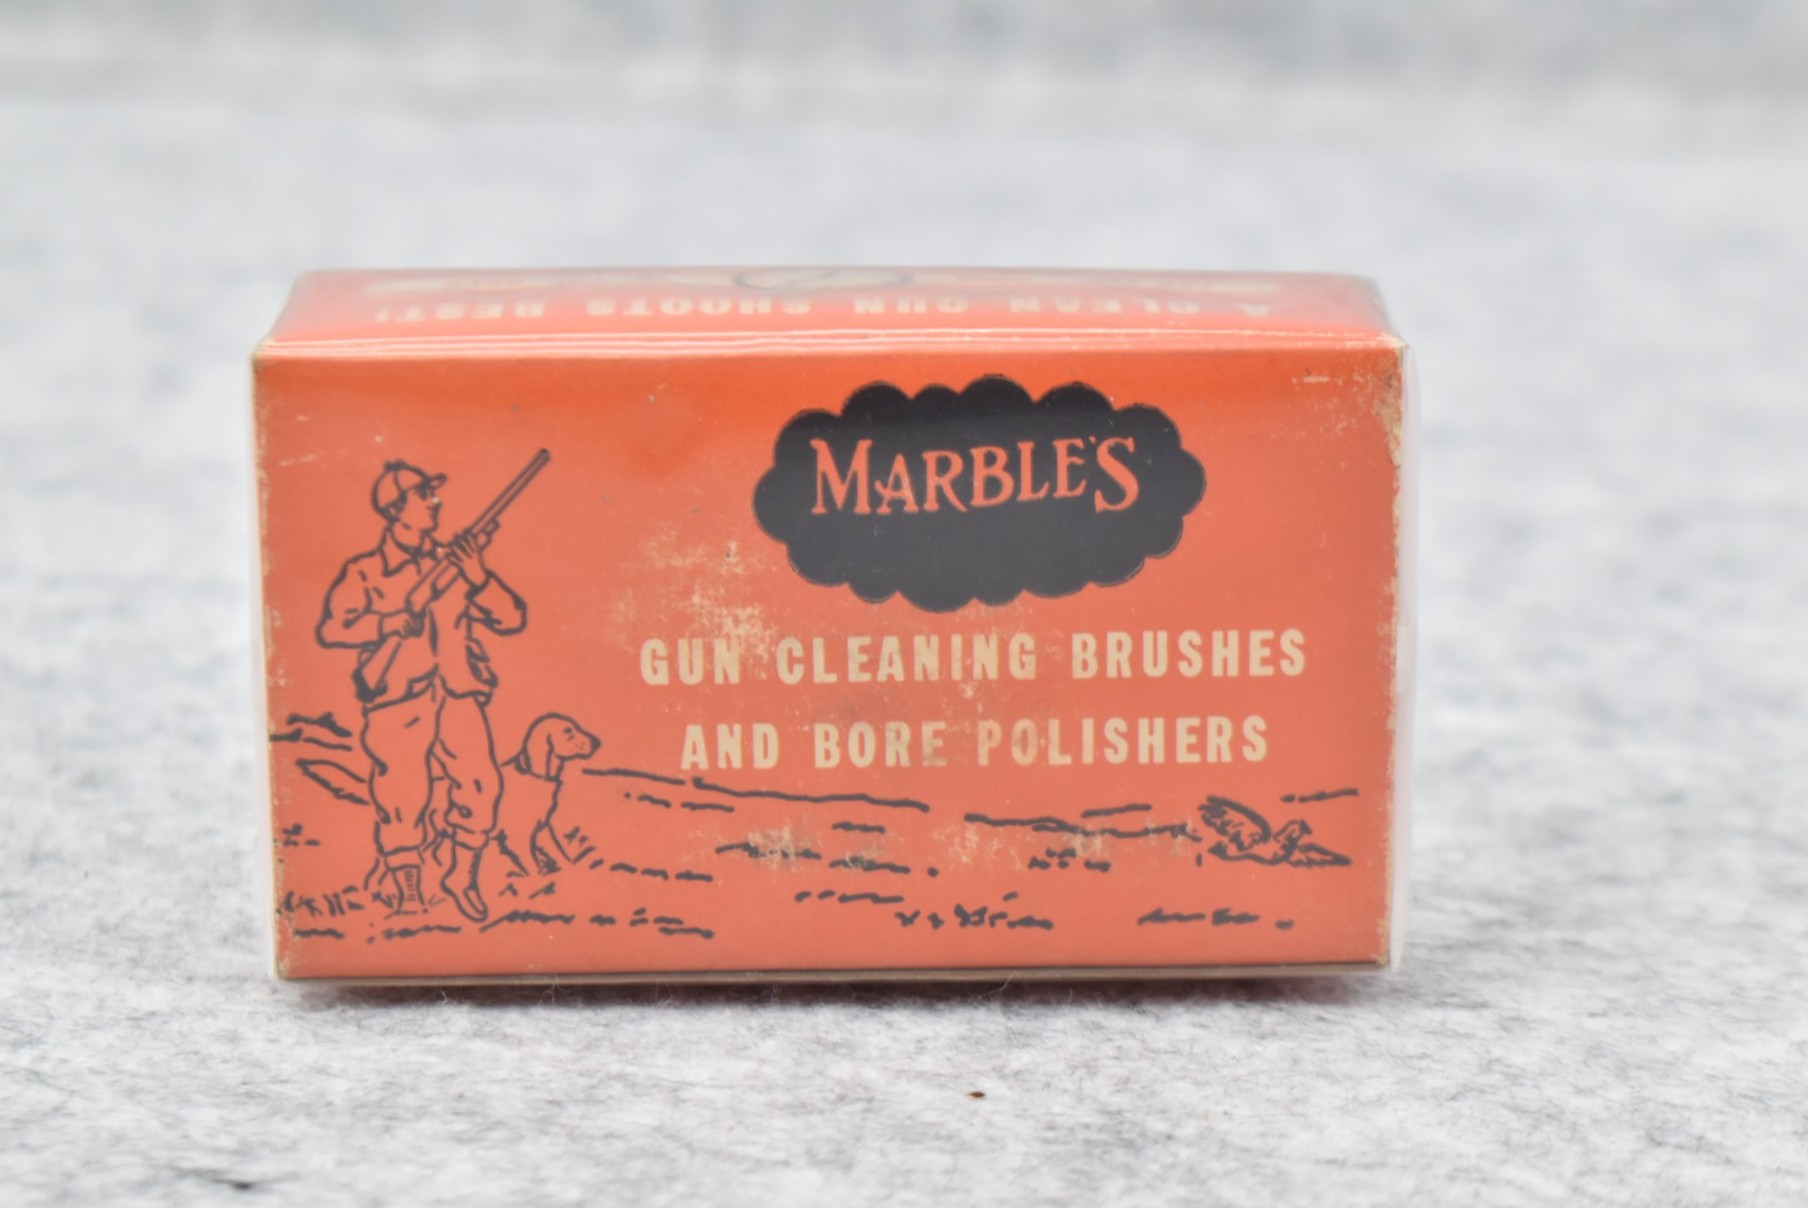 A CLEAN GUN SHOOTS BEST!
MARBLE'S
GUN CLEANING BRUSHES
AND BORE POLISHERS